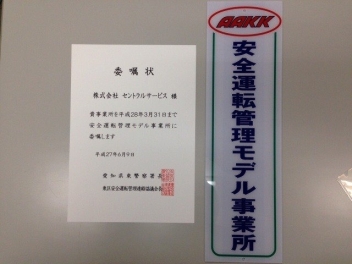 委嘱状
株式会社 セントラルサービス 様
貴事業所を平成28年3月31日まで
安全運転管理モデル事業所に
委嘱します
平成27年6月9日
愛知県東警察署長
東区安全運転管理連絡協議会長
AAKK
安全運転管理モデル事業所